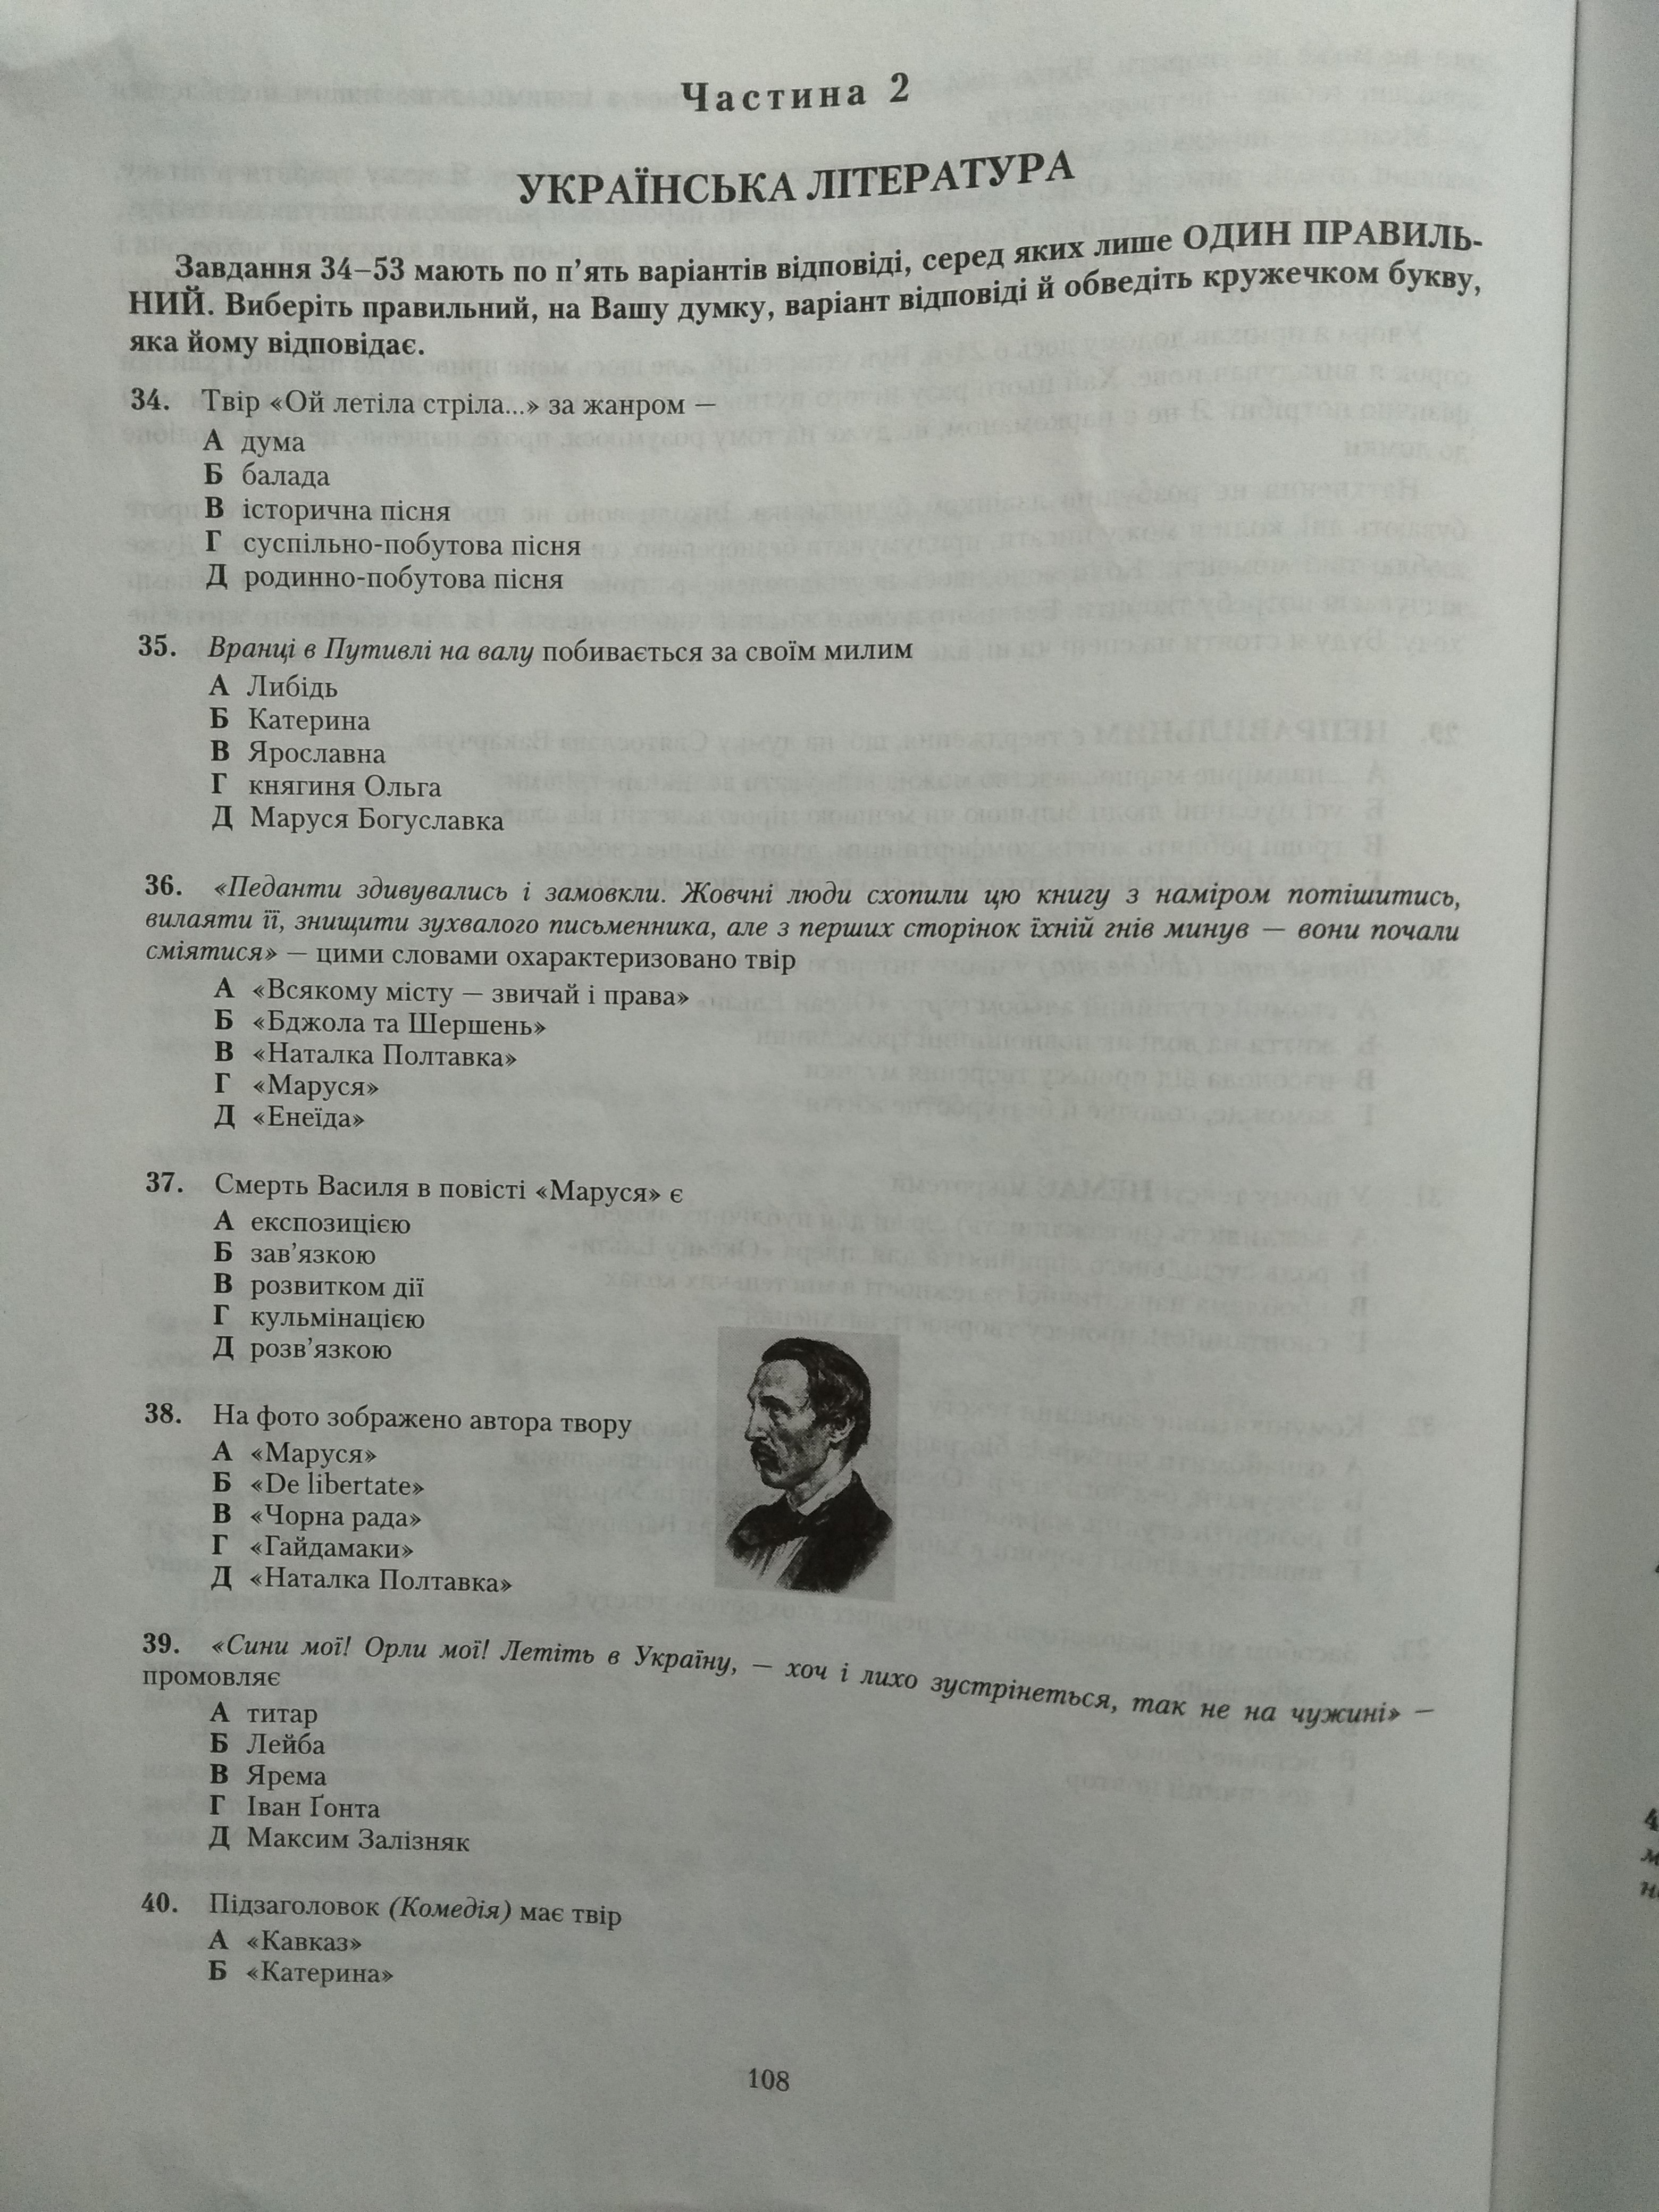 Частина 2
УКРАЇНСЬКА ЛІТЕРАТУРА
Завдання 34–53 мають по п’ять варіантів відповіді, серед яких лише ОДИН ПРАВИЛЬ-
НИЙ. Виберіть правильний, на Вашу думку, варіант відповіді й обведіть кружечком букву,
яка йому відповідає.
34. Твір «Ой летіла стріла...» за жанром —
А дума
Б балада
В історична пісня
Г суспільно-побутова пісня
Д родинно-побутова пісня
35. Вранці в Путивлі на валу побивається за своїм милим
А Либідь
Б Катерина
В Ярославна
Г княгиня Ольга
Д Маруся Богуславка
36. «Педанти здивувались і замовкли. Жовчні люди схопили цю книгу з наміром потішитись,
вилаяти її, знищити зухвалого письменника, але з перших сторінок їхній гнів минув — вони почали
сміятися» — цими словами охарактеризовано твір
А «Всякому місту — звичай і права»
Б «Бджола та Шершень»
В «Наталка Полтавка»
Г «Маруся»
Д «Енеїда»
37. Смерть Василя в повісті «Маруся» є
А експозицією
Б зав’язкою
В розвитком дії
Г кульмінацією
Д розв’язкою
38. На фото зображено автора твору
А «Маруся»
Б «De libertate»
В «Чорна рада»
Г «Гайдамаки»
Д «Наталка Полтавка»
39. «Сини мої! Орли мої! Летіть в Україну, — хоч і лихо зустрінеться, так не на чужині» —
промовляє
А титар
Б Лейба
В Ярема
Г Іван Ґонта
Д Максим Залізняк
40. Підзаголовок (Комедія) має твір
А «Кавказ»
Б «Катерина»
108